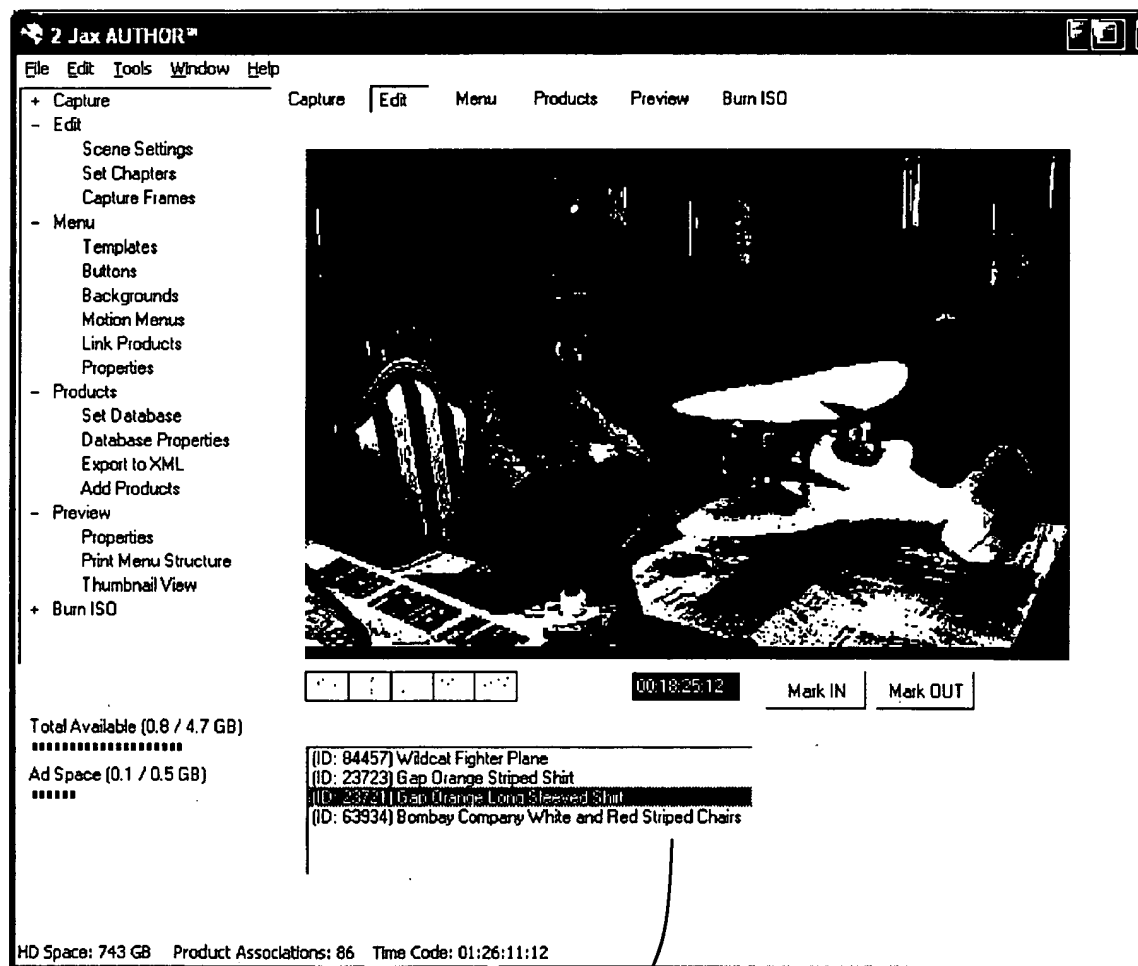 2 Jax AUTHOR™
File Edit Tools Window Help
+ Capture
- Edit
Scene Settings
Set Chapters
Capture Frames
- Menu
Templates
Buttons
Backgrounds
Motion Menus
Link Products
Properties
- Products
Set Database
Database Properties
Export to XML
Add Products
- Preview
Properties
Print Menu Structure
Thumbnail View
+ Burn ISO
Capture Edit Menu Products Preview Burn ISO
00:18:25:12 Mark IN Mark OUT
Total Available (0.8 / 4.7 GB)
Ad Space (0.1 / 0.5 GB)
(ID: 84457) Wildcat Fighter Plane
(ID: 23723) Gap Orange Striped Shirt
(ID: 23721) Gap Orange Long Sleeved Shirt
(ID: 63934) Bombay Company White and Red Striped Chairs
HD Space: 743 GB Product Associations: 86 Time Code: 01:26:11:12